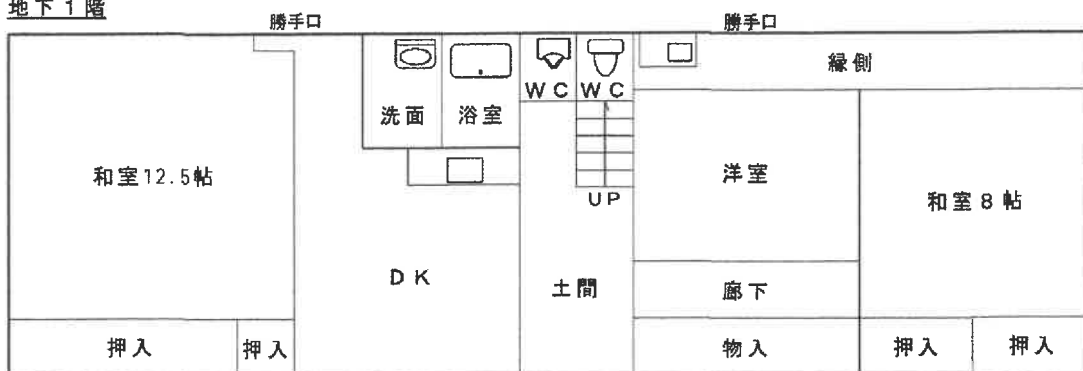 地下1階
勝手口
勝手口
縁側
WC
WC
洗面
浴室
和室12.5帖
洋室
和室8帖
UP
DK
土間
廊下
押入
押入
物入
押入
押入